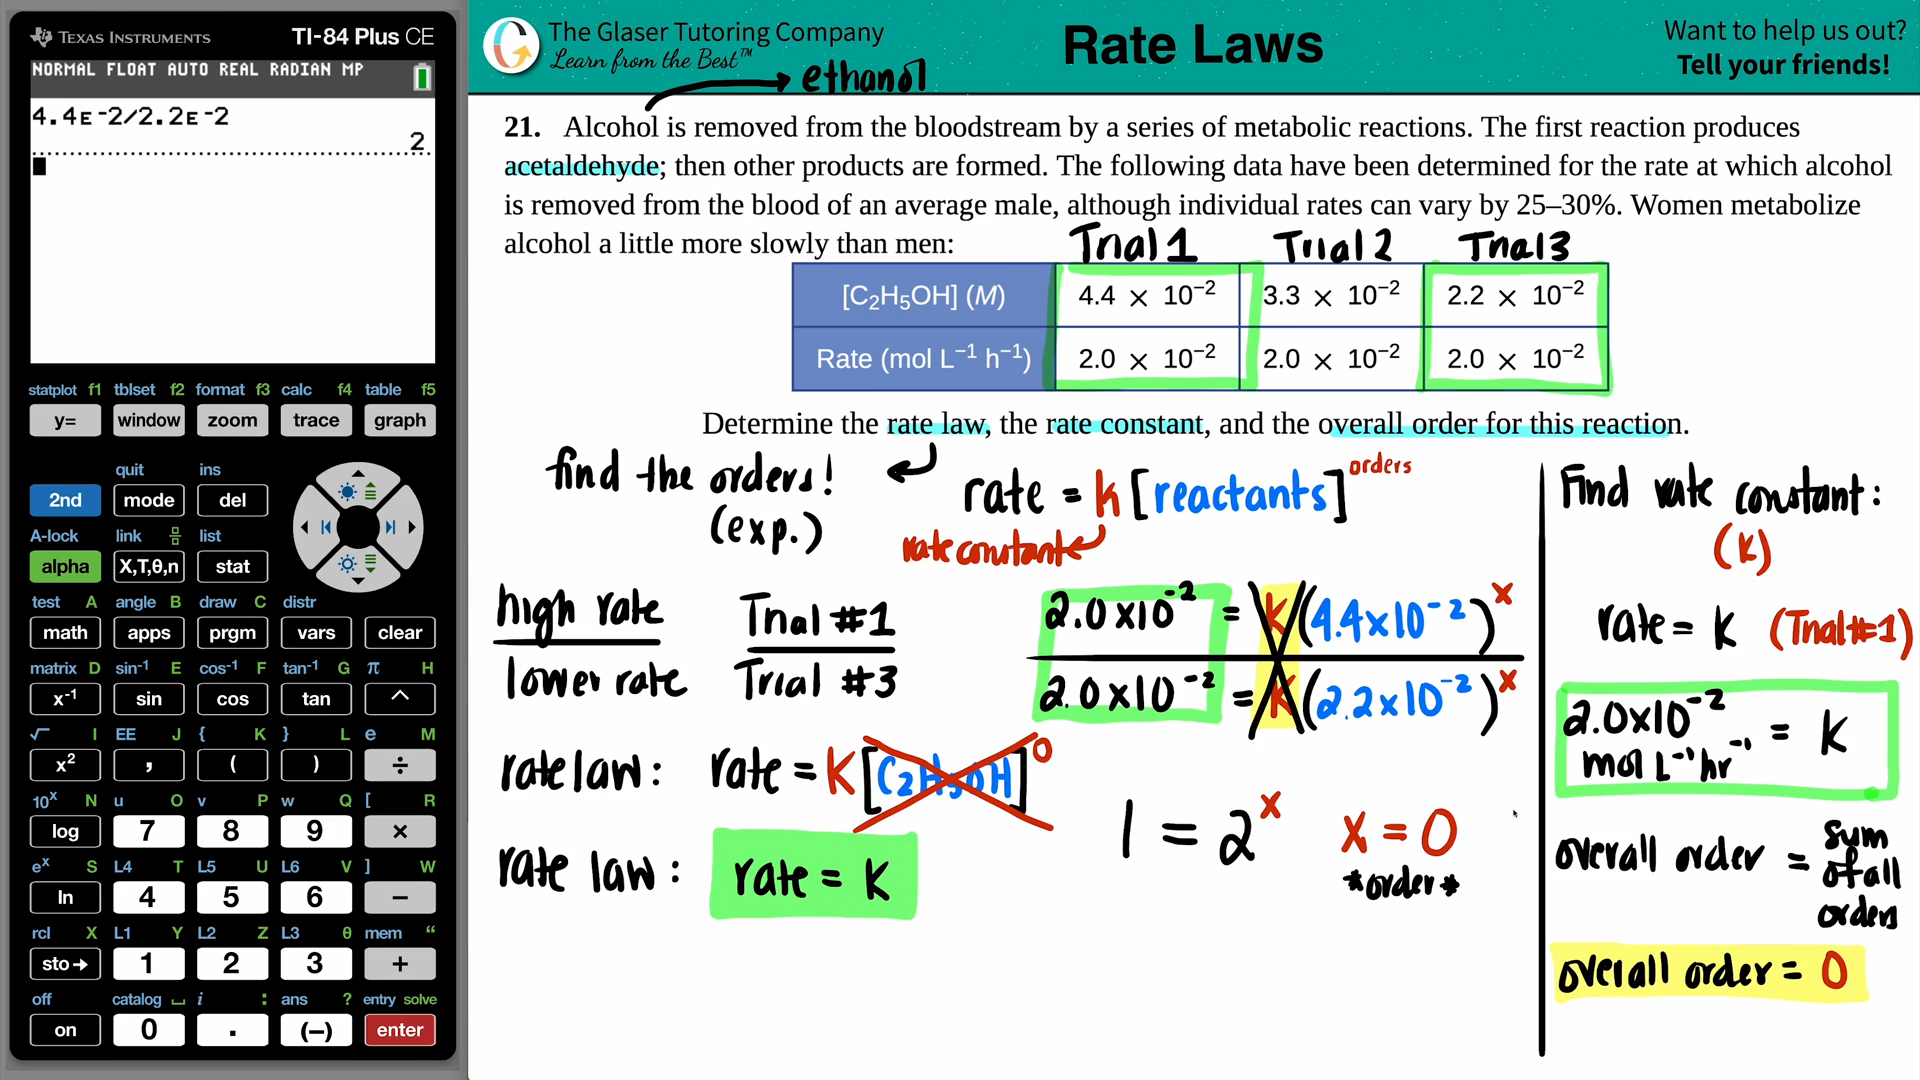 TEXAS INSTRUMENTS TI-84 Plus CE
NORMAL FLOAT AUTO REAL RADIAN MP
4.4E-2/2.2E-2
2
statplot f1 tblset f2 format f3 calc f4 table f5
y= window zoom trace graph
quit ins
2nd mode del
A-lock link list
alpha X,T,θ,n stat
test A angle B draw C distr
math apps prgm vars clear
matrix D sin⁻¹ E cos⁻¹ F tan⁻¹ G π H
x⁻¹ sin cos tan ^
√ I EE J { K } L e M
x² , ( ) ÷
10ˣ N u O v P w Q [ R
log 7 8 9 ×
eˣ S L4 T L5 U L6 V ] W
ln 4 5 6 −
rcl X L1 Y L2 Z L3 θ mem “
sto→ 1 2 3 +
off catalog ␣ i : ans ? entry solve
on 0 . (−) enter
The Glaser Tutoring Company
Learn from the Best™
Rate Laws
Want to help us out?
Tell your friends!
ethanol
21. Alcohol is removed from the bloodstream by a series of metabolic reactions. The first reaction produces
acetaldehyde; then other products are formed. The following data have been determined for the rate at which alcohol
is removed from the blood of an average male, although individual rates can vary by 25–30%. Women metabolize
alcohol a little more slowly than men:
Trial 1 Trial 2 Trial 3
[C₂H₅OH] (M) 4.4 × 10⁻² 3.3 × 10⁻² 2.2 × 10⁻²
Rate (mol L⁻¹ h⁻¹) 2.0 × 10⁻² 2.0 × 10⁻² 2.0 × 10⁻²
Determine the rate law, the rate constant, and the overall order for this reaction.
find the orders!
(exp.)
rate = k [reactants]^orders
rate constant
high rate
lower rate
Trial #1
Trial #3
2.0x10⁻² = K (4.4x10⁻²)ˣ
2.0x10⁻² = K (2.2x10⁻²)ˣ
rate law: rate = K [C₂H₅OH]⁰
1 = 2ˣ x = 0
*order*
rate law: rate = K
Find rate constant:
(K)
rate = K (Trial #1)
2.0x10⁻² = K
mol L⁻¹ hr⁻¹
overall order = sum
of all
orders
overall order = 0